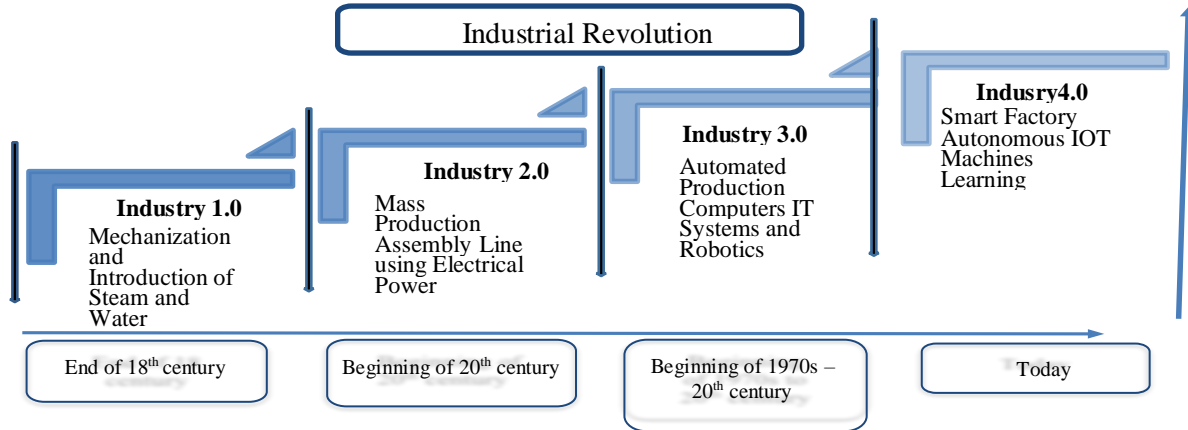 Industrial Revolution
Industry 1.0
Mechanization
and
Introduction of
Steam and
Water
Industry 2.0
Mass
Production
Assembly Line
using Electrical
Power
Industry 3.0
Automated
Production
Computers IT
Systems and
Robotics
Indusry4.0
Smart Factory
Autonomous IOT
Machines
Learning
End of 18th century
Beginning of 20th century
Beginning of 1970s –
20th century
Today